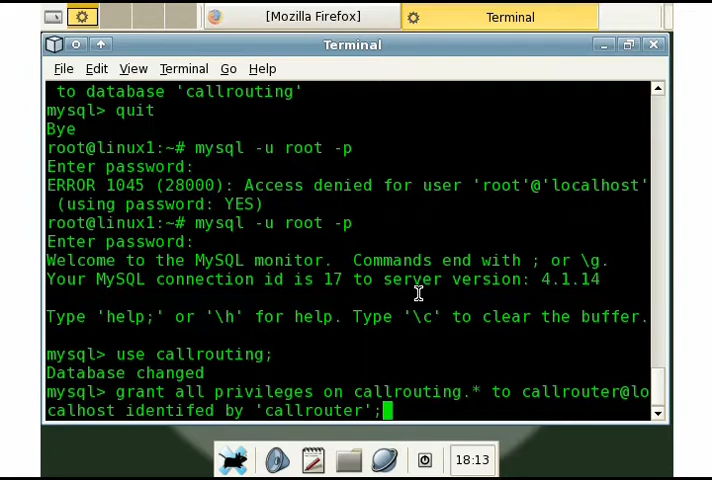 [Mozilla Firefox]
Terminal
Terminal
File Edit View Terminal Go Help
to database 'callrouting'
mysql> quit
Bye
root@linux1:~# mysql -u root -p
Enter password:
ERROR 1045 (28000): Access denied for user 'root'@'localhost'
(using password: YES)
root@linux1:~# mysql -u root -p
Enter password:
Welcome to the MySQL monitor.  Commands end with ; or \g.
Your MySQL connection id is 17 to server version: 4.1.14
Type 'help;' or '\h' for help. Type '\c' to clear the buffer.
mysql> use callrouting;
Database changed
mysql> grant all privileges on callrouting.* to callrouter@lo
calhost identifed by 'callrouter';
18:13